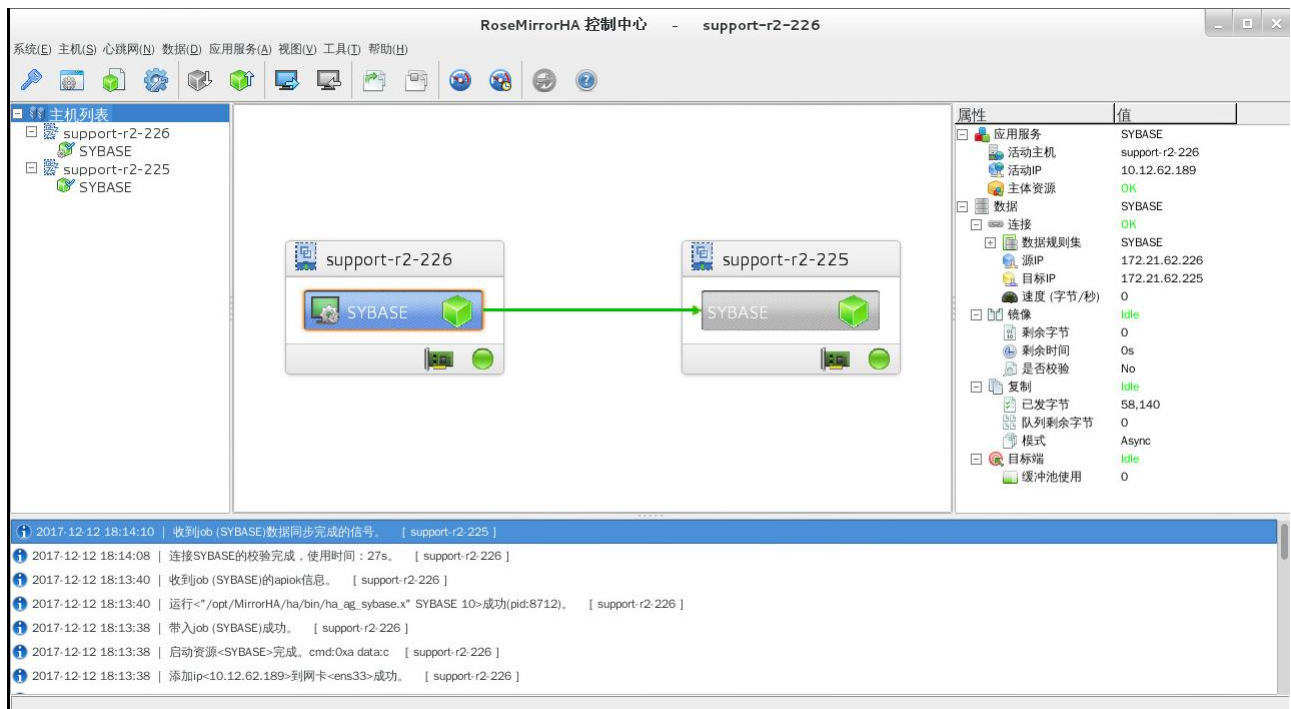 RoseMirrorHA 控制中心 - support-r2-226
系统(E) 主机(S) 心跳网(N) 数据(D) 应用服务(A) 视图(V) 工具(T) 帮助(H)
主机列表
support-r2-226
SYBASE
support-r2-225
SYBASE
support-r2-226
SYBASE
support-r2-225
SYBASE
属性 值
应用服务 SYBASE
活动主机 support-r2-226
活动IP 10.12.62.189
主体资源 OK
数据 SYBASE
连接 OK
数据规则集 SYBASE
源IP 172.21.62.226
目标IP 172.21.62.225
速度 (字节/秒) 0
镜像 Idle
剩余字节 0
剩余时间 0s
是否校验 No
复制 Idle
已发字节 58,140
队列剩余字节 0
模式 Async
目标端 Idle
缓冲池使用 0
2017-12-12 18:14:10 | 收到job (SYBASE)数据同步完成的信号。 [ support-r2-225 ]
2017-12-12 18:14:08 | 连接SYBASE的校验完成，使用时间：27s。 [ support-r2-226 ]
2017-12-12 18:13:40 | 收到job (SYBASE)的apiok信息。 [ support-r2-226 ]
2017-12-12 18:13:40 | 运行<"/opt/MirrorHA/ha/bin/ha_ag_sybase.x" SYBASE 10>成功(pid:8712)。 [ support-r2-226 ]
2017-12-12 18:13:38 | 带入job (SYBASE)成功。 [ support-r2-226 ]
2017-12-12 18:13:38 | 启动资源<SYBASE>完成。cmd:0xa data:c [ support-r2-226 ]
2017-12-12 18:13:38 | 添加ip<10.12.62.189>到网卡<ens33>成功。 [ support-r2-226 ]